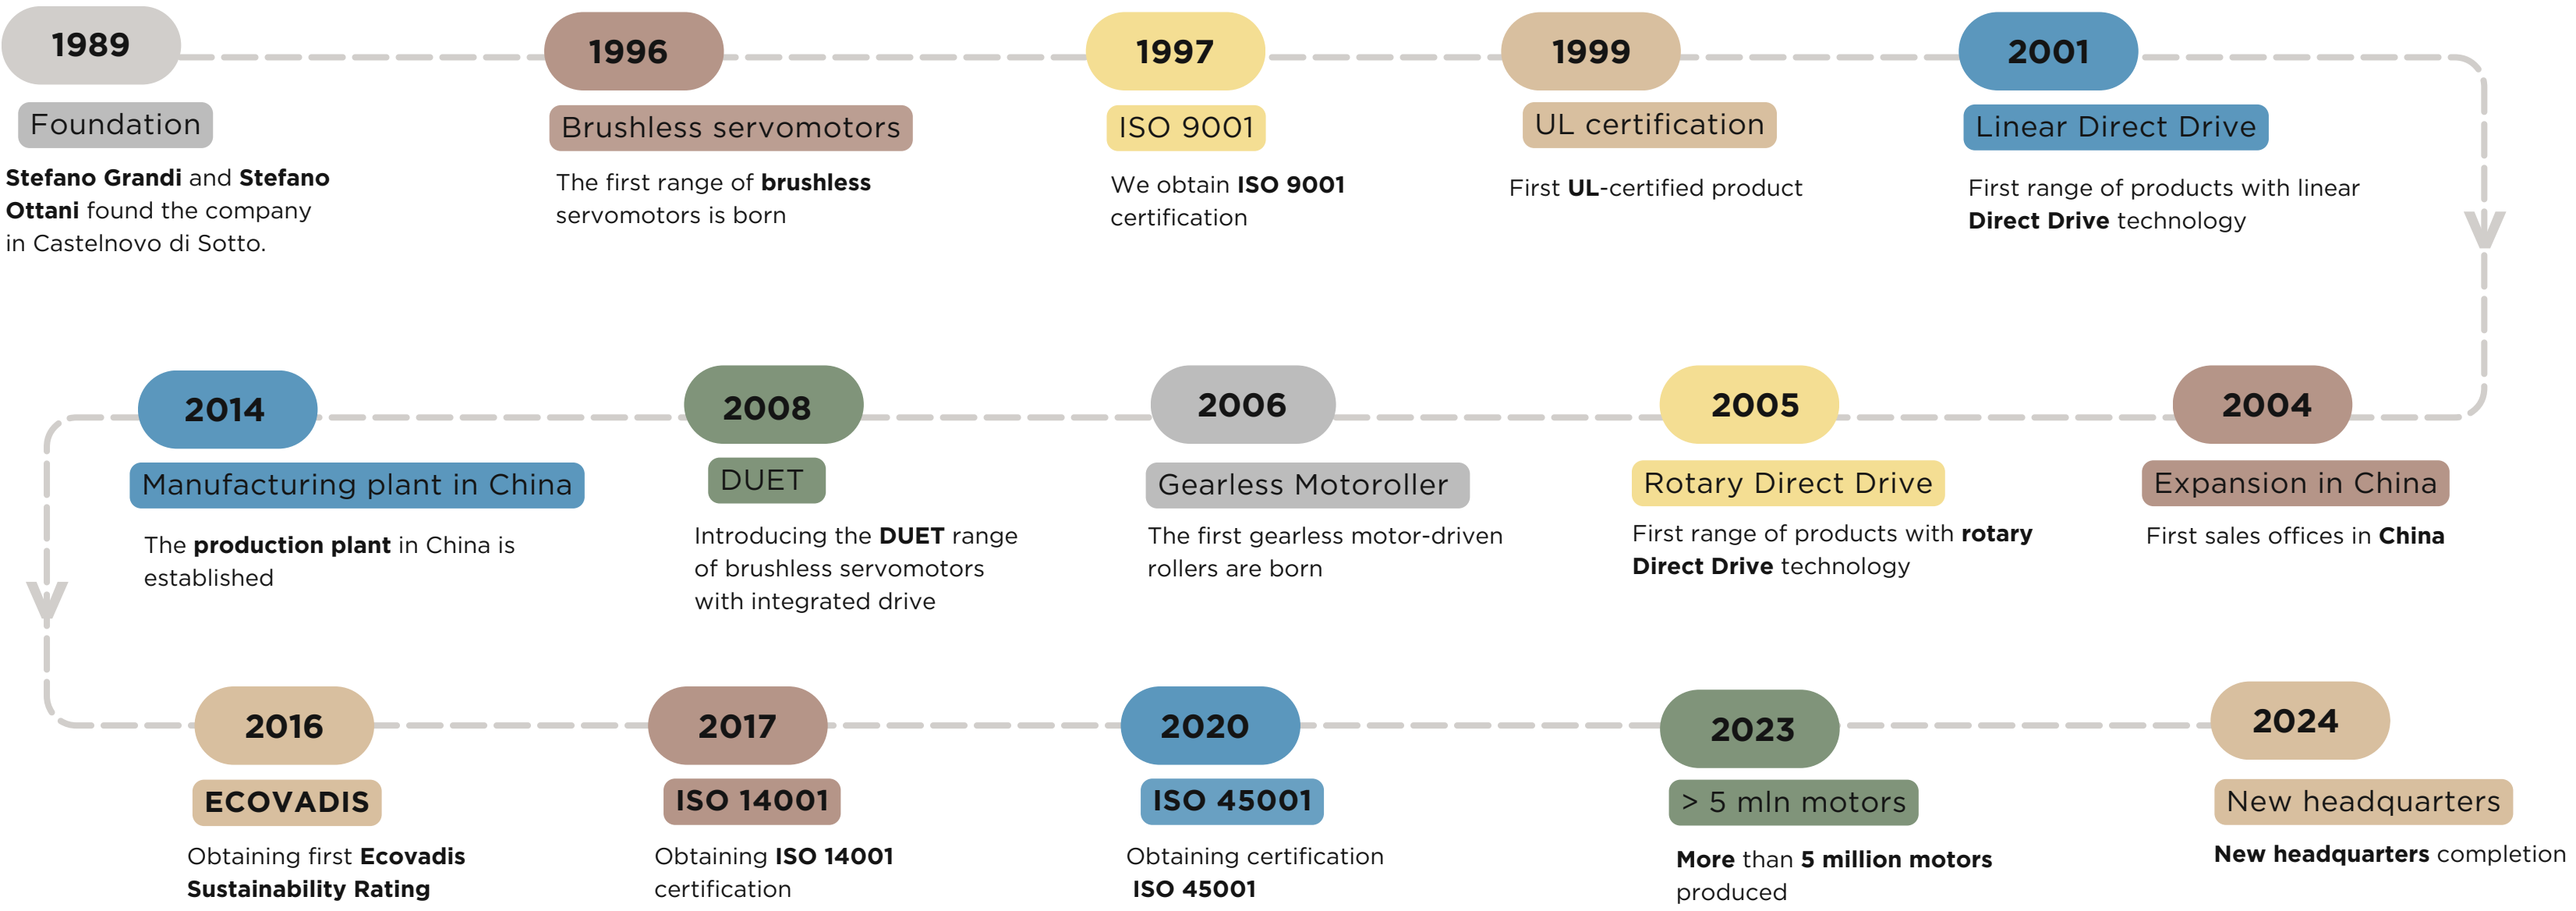 1989
Foundation
Stefano Grandi and Stefano
Ottani found the company
in Castelnovo di Sotto.
1996
Brushless servomotors
The first range of brushless
servomotors is born
1997
ISO 9001
We obtain ISO 9001
certification
1999
UL certification
First UL-certified product
2001
Linear Direct Drive
First range of products with linear
Direct Drive technology
2004
Expansion in China
First sales offices in China
2005
Rotary Direct Drive
First range of products with rotary
Direct Drive technology
2006
Gearless Motoroller
The first gearless motor-driven
rollers are born
2008
DUET
Introducing the DUET range
of brushless servomotors
with integrated drive
2014
Manufacturing plant in China
The production plant in China is
established
2016
ECOVADIS
Obtaining first Ecovadis
Sustainability Rating
2017
ISO 14001
Obtaining ISO 14001
certification
2020
ISO 45001
Obtaining certification
ISO 45001
2023
> 5 mln motors
More than 5 million motors
produced
2024
New headquarters
New headquarters completion